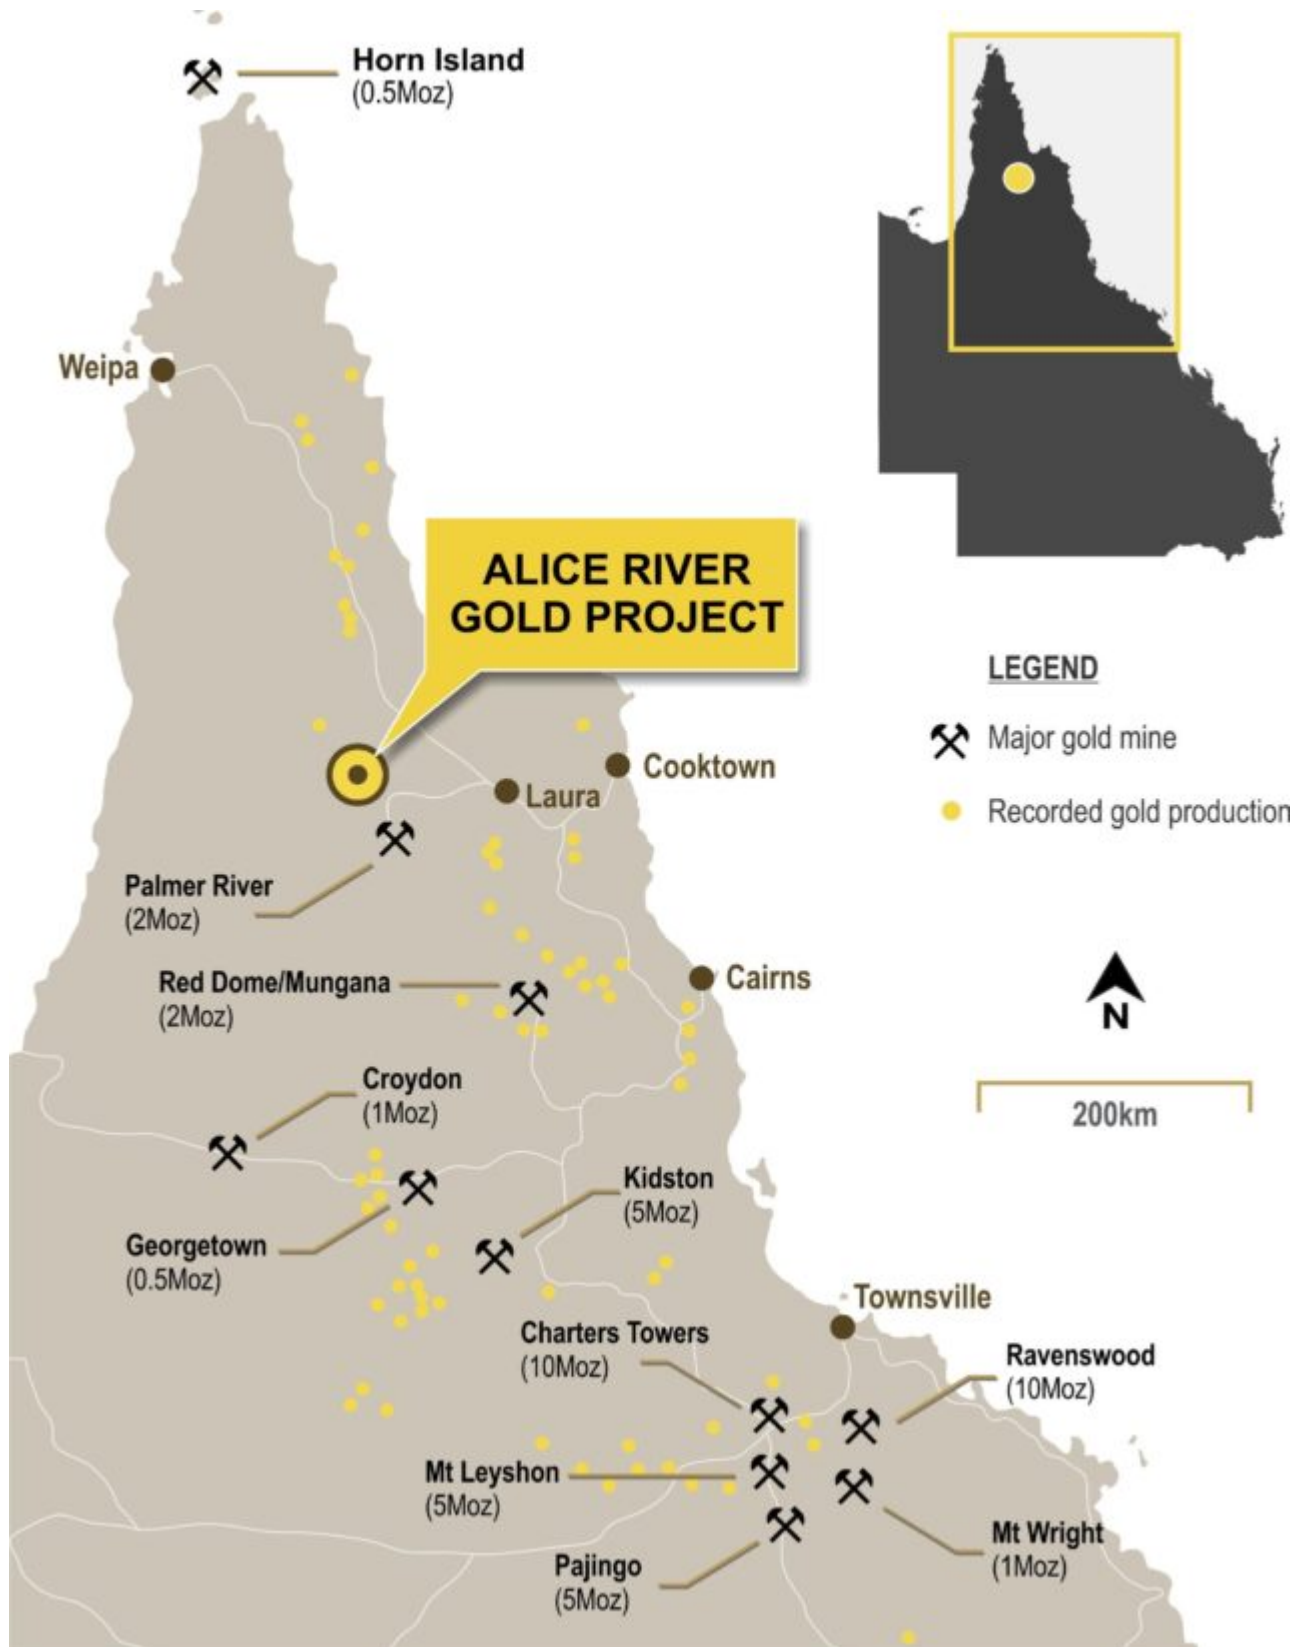 Horn Island
(0.5Moz)
Weipa
ALICE RIVER
GOLD PROJECT
LEGEND
Major gold mine
Recorded gold production
Cooktown
Laura
Palmer River
(2Moz)
Red Dome/Mungana
(2Moz)
Cairns
N
200km
Croydon
(1Moz)
Kidston
(5Moz)
Georgetown
(0.5Moz)
Townsville
Charters Towers
(10Moz)
Ravenswood
(10Moz)
Mt Leyshon
(5Moz)
Mt Wright
(1Moz)
Pajingo
(5Moz)